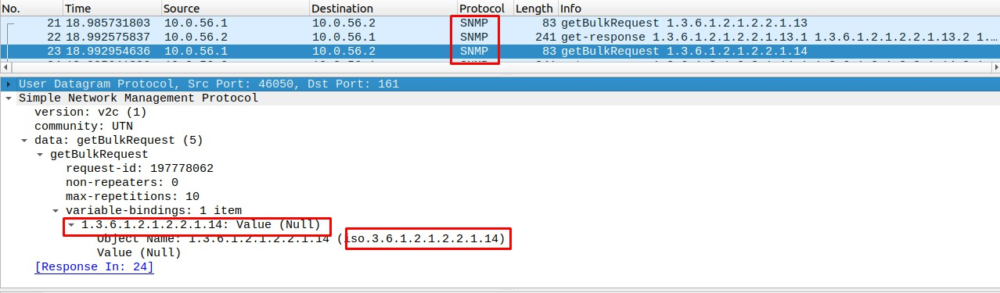 No. Time Source Destination Protocol Length Info
21 18.985731803 10.0.56.1 10.0.56.2 SNMP 83 getBulkRequest 1.3.6.1.2.1.2.2.1.13
22 18.992575837 10.0.56.2 10.0.56.1 SNMP 241 get-response 1.3.6.1.2.1.2.2.1.13.1 1.3.6.1.2.1.2.2.1.13.2 1...
23 18.992954636 10.0.56.1 10.0.56.2 SNMP 83 getBulkRequest 1.3.6.1.2.1.2.2.1.14
User Datagram Protocol, Src Port: 46050, Dst Port: 161
Simple Network Management Protocol
version: v2c (1)
community: UTN
data: getBulkRequest (5)
getBulkRequest
request-id: 197778062
non-repeaters: 0
max-repetitions: 10
variable-bindings: 1 item
1.3.6.1.2.1.2.2.1.14: Value (Null)
Object Name: 1.3.6.1.2.1.2.2.1.14 (iso.3.6.1.2.1.2.2.1.14)
Value (Null)
[Response In: 24]